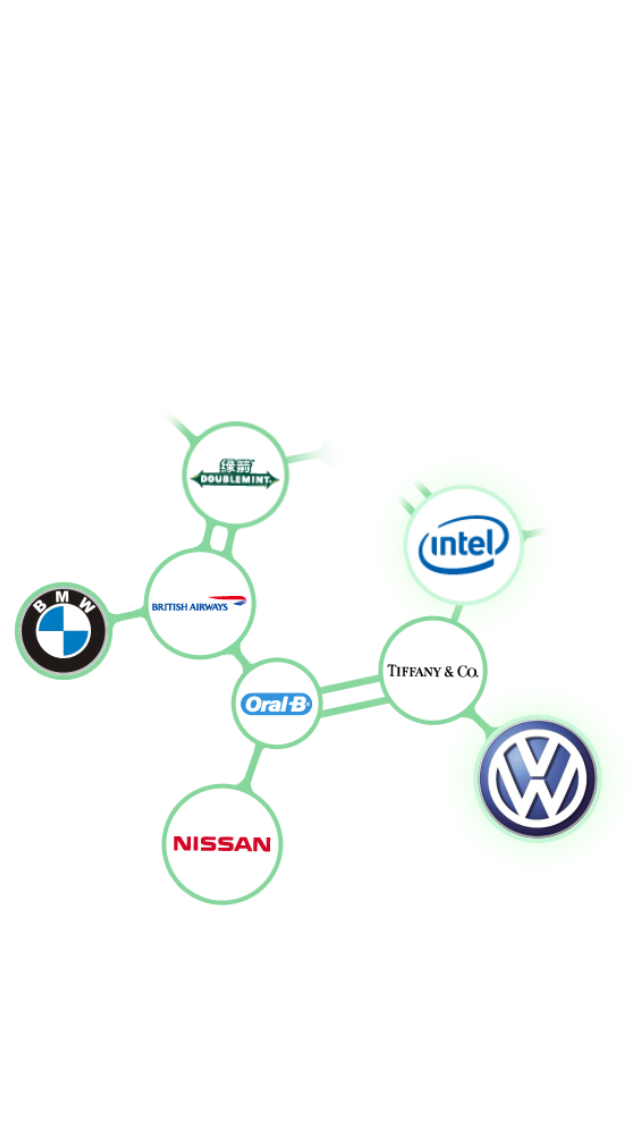 绿箭
DOUBLEMINT.
intel
BRITISH AIRWAYS
BMW
TIFFANY & CO.
Oral-B
NISSAN